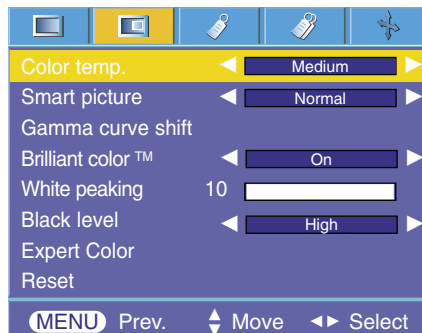 Color temp. Medium
Smart picture Normal
Gamma curve shift
Brilliant color ™ On
White peaking 10
Black level High
Expert Color
Reset
MENU Prev. Move Select